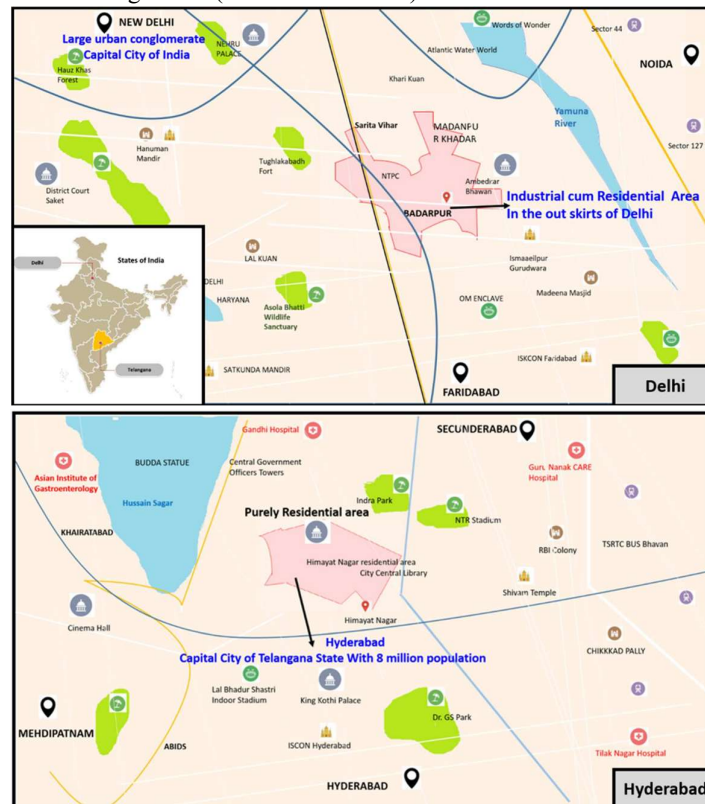 NEW DELHI
Large urban conglomerate
Capital City of India
NEHRU
PALACE
Hauz Khas
Forest
Words of Wonder
Sector 44
Atlantic Water World
NOIDA
Khari Kuan
Yamuna
River
Sarita Vihar
MADANPU
R KHADAR
Hanuman
Mandir
Sector 127
Tughlakabadh
Fort
NTPC
District Court
Saket
Ambedrar
Bhawan
Industrial cum Residential Area
In the out skirts of Delhi
BADARPUR
States of India
Delhi
Telangana
LAL KUAN
Ismaaeilpur
Gurudwara
DELHI
HARYANA
Asola Bhatti
Wildlife
Sanctuary
OM ENCLAVE
Madeena Masjid
SATKUNDA MANDIR
ISKCON Faridabad
FARIDABAD
Delhi
Gandhi Hospital
SECUNDERABAD
BUDDA STATUE
Central Government
Officers Towers
Asian Institute of
Gastroenterology
Guru Nanak CARE
Hospital
Hussain Sagar
Indra Park
Purely Residential area
NTR Stadium
KHAIRATABAD
RBI Colony
TSRTC BUS Bhavan
Himayat Nagar residential area
City Central Library
Shivam Temple
Himayat Nagar
Cinema Hall
Hyderabad
CHIKKKAD PALLY
Capital City of Telangana State With 8 million population
Lal Bhadur Shastri
Indoor Stadium
King Kothi Palace
MEHDIPATNAM
Dr. GS Park
ABIDS
ISCON Hyderabad
Tilak Nagar Hospital
HYDERABAD
Hyderabad